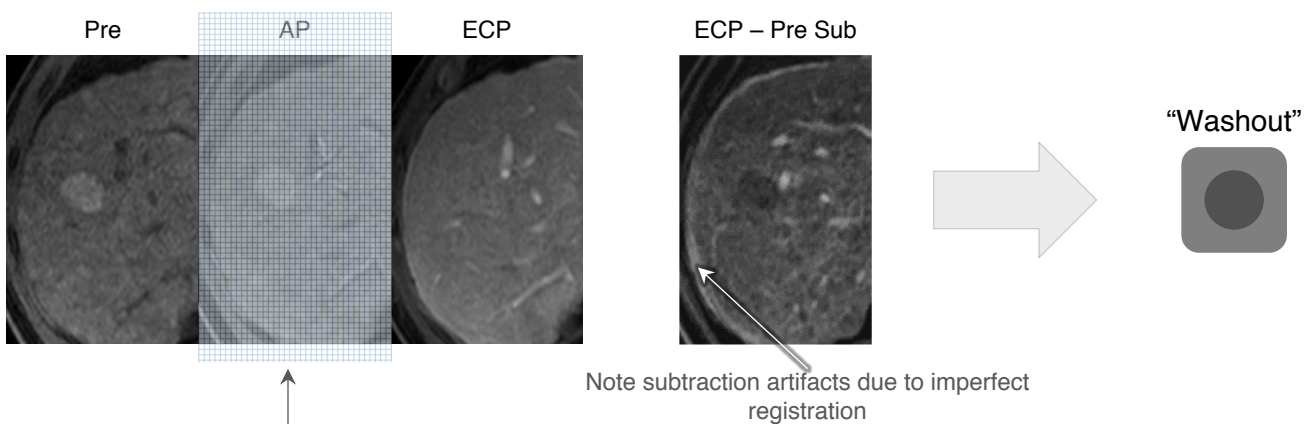 Pre
AP
ECP
ECP – Pre Sub
“Washout”
Note subtraction artifacts due to imperfect
registration